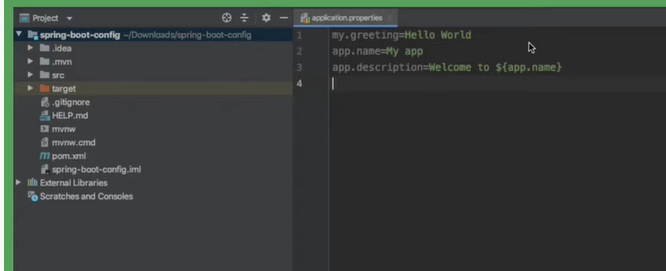 Project
application.properties
spring-boot-config ~/Downloads/spring-boot-config
.idea
.mvn
src
target
.gitignore
HELP.md
mvnw
mvnw.cmd
pom.xml
spring-boot-config.iml
External Libraries
Scratches and Consoles
1 my.greeting=Hello World
2 app.name=My app
3 app.description=Welcome to ${app.name}
4